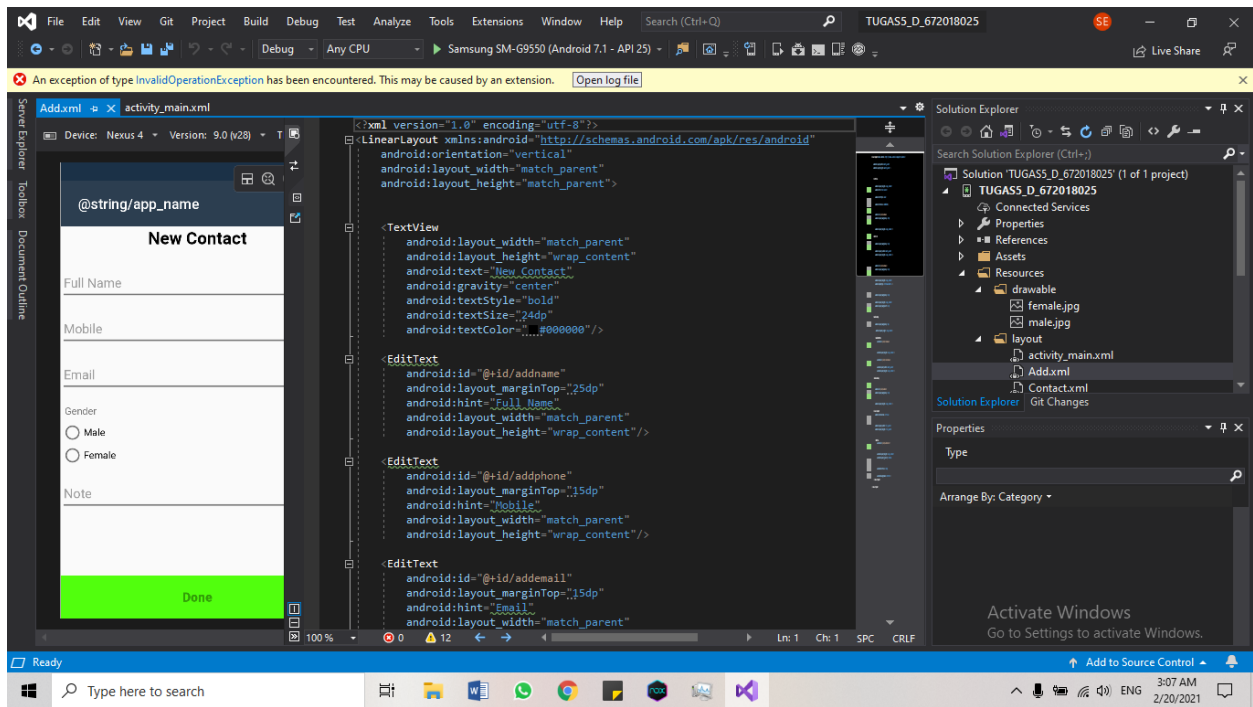 File Edit View Git Project Build Debug Test Analyze Tools Extensions Window Help Search (Ctrl+Q) TUGAS5_D_672018025 SE
Debug Any CPU Samsung SM-G9550 (Android 7.1 - API 25) Live Share
An exception of type InvalidOperationException has been encountered. This may be caused by an extension. Open log file
Server Explorer
Toolbox
Document Outline
Add.xml activity_main.xml
Device: Nexus 4 Version: 9.0 (v28) T
@string/app_name
New Contact
Full Name
Mobile
Email
Gender
Male
Female
Note
Done
<?xml version="1.0" encoding="utf-8"?>
<LinearLayout xmlns:android="http://schemas.android.com/apk/res/android"
android:orientation="vertical"
android:layout_width="match_parent"
android:layout_height="match_parent">
<TextView
android:layout_width="match_parent"
android:layout_height="wrap_content"
android:text="New Contact"
android:gravity="center"
android:textStyle="bold"
android:textSize="24dp"
android:textColor="#000000"/>
<EditText
android:id="@+id/addname"
android:layout_marginTop="25dp"
android:hint="Full Name"
android:layout_width="match_parent"
android:layout_height="wrap_content"/>
<EditText
android:id="@+id/addphone"
android:layout_marginTop="15dp"
android:hint="Mobile"
android:layout_width="match_parent"
android:layout_height="wrap_content"/>
<EditText
android:id="@+id/addemail"
android:layout_marginTop="15dp"
android:hint="Email"
android:layout_width="match_parent"
100 % 0 12 Ln: 1 Ch: 1 SPC CRLF
Solution Explorer
Search Solution Explorer (Ctrl+;)
Solution 'TUGAS5_D_672018025' (1 of 1 project)
TUGAS5_D_672018025
Connected Services
Properties
References
Assets
Resources
drawable
female.jpg
male.jpg
layout
activity_main.xml
Add.xml
Contact.xml
Solution Explorer Git Changes
Properties
Type
Arrange By: Category
Activate Windows
Go to Settings to activate Windows.
Ready Add to Source Control
Type here to search ENG 3:07 AM
2/20/2021